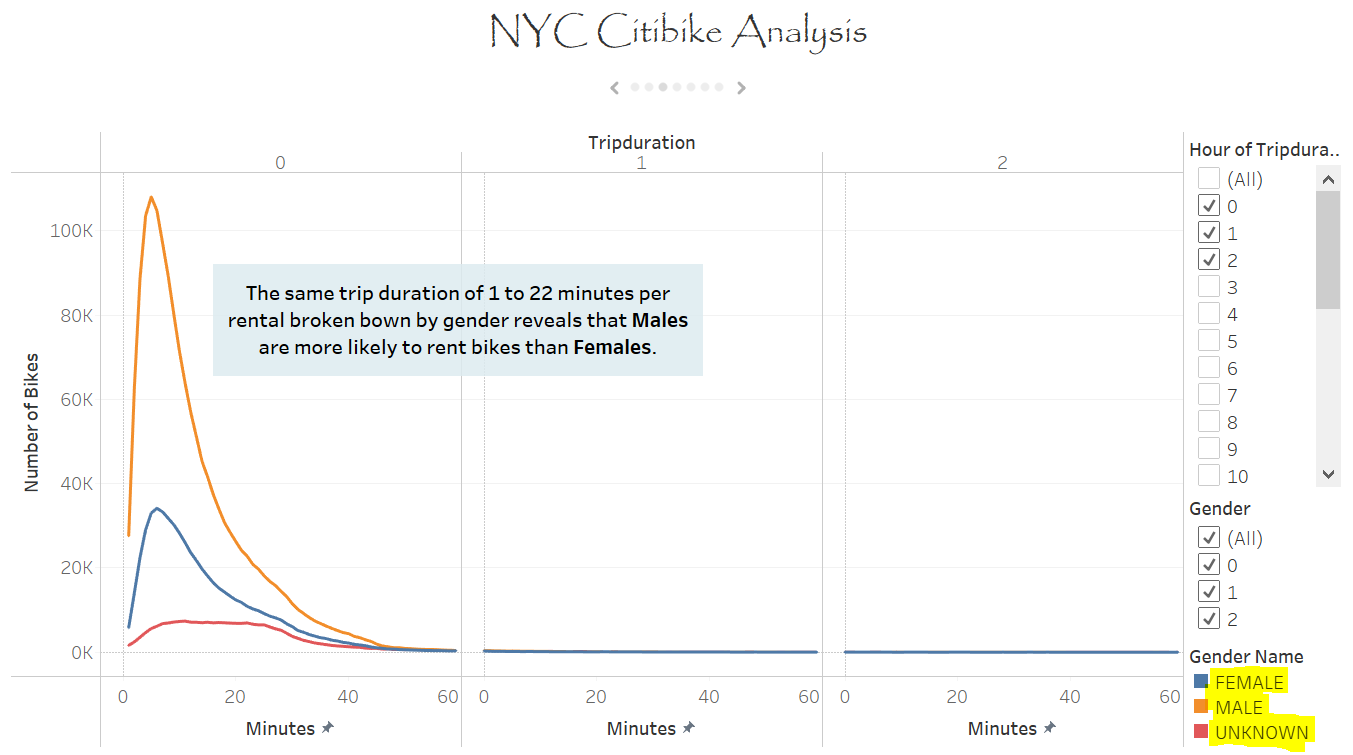 NYC Citibike Analysis
Tripduration
0 1 2
Number of Bikes
100K
80K
60K
40K
20K
0K
The same trip duration of 1 to 22 minutes per
rental broken bown by gender reveals that Males
are more likely to rent bikes than Females.
0 20 40 60 0 20 40 60 0 20 40 60
Minutes Minutes Minutes
Hour of Tripdura..
(All)
0
1
2
3
4
5
6
7
8
9
10
Gender
(All)
0
1
2
Gender Name
FEMALE
MALE
UNKNOWN